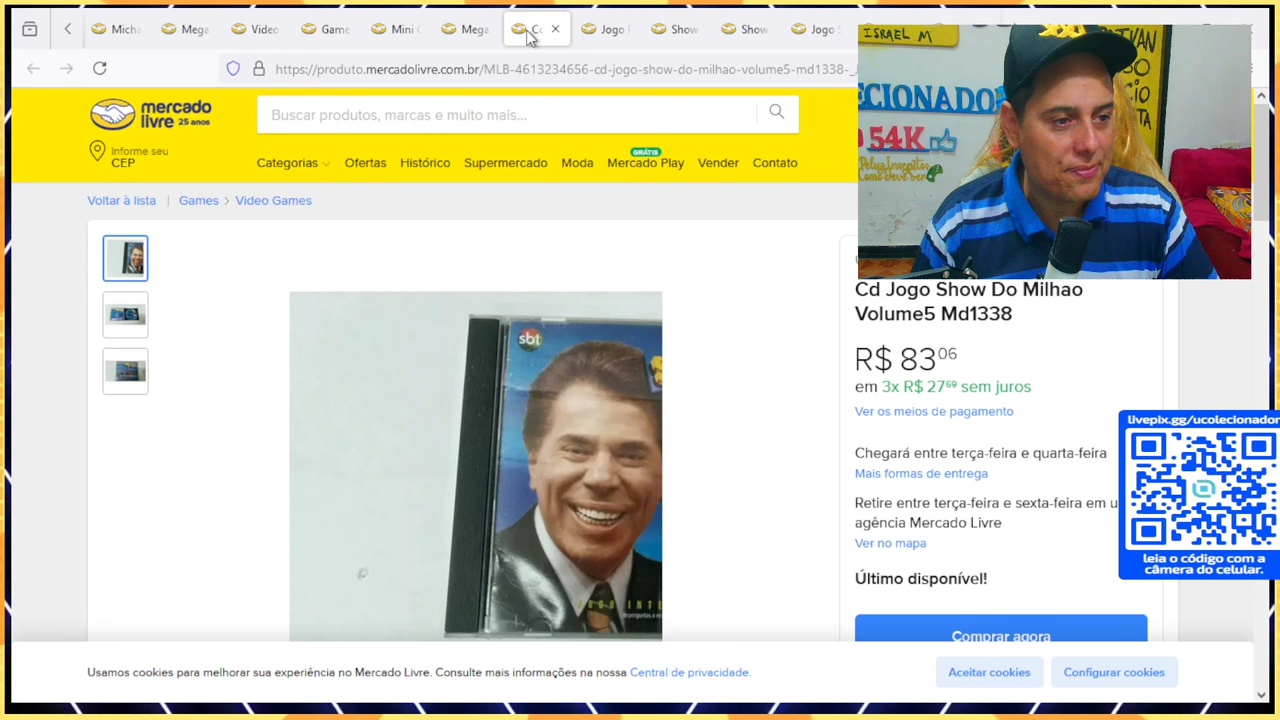 Micha
Mega
Video
Game
Mini
Mega
Jogo
Show
Show
Jogo
https://produto.mercadolivre.com.br/MLB-4613234656-cd-jogo-show-do-milhao-volume5-md1338-_
mercado
livre 25 anos
Buscar produtos, marcas e muito mais...
Informe seu
CEP
GRÁTIS
Categorias Ofertas Histórico Supermercado Moda Mercado Play Vender Contato
Voltar à lista Games Video Games
ISRAEL M
ECIONADO
54K
sbt
Cd Jogo Show Do Milhao
Volume5 Md1338
R$ 83 06
em 3x R$ 27 69 sem juros
Ver os meios de pagamento
Chegará entre terça-feira e quarta-feira
Mais formas de entrega
Retire entre terça-feira e sexta-feira em u
agência Mercado Livre
Ver no mapa
Último disponível!
Comprar agora
livepix.gg/ucolecionador
leia o código com a
câmera do celular.
JOGO INTE
Usamos cookies para melhorar sua experiência no Mercado Livre. Consulte mais informações na nossa Central de privacidade.
Aceitar cookies
Configurar cookies